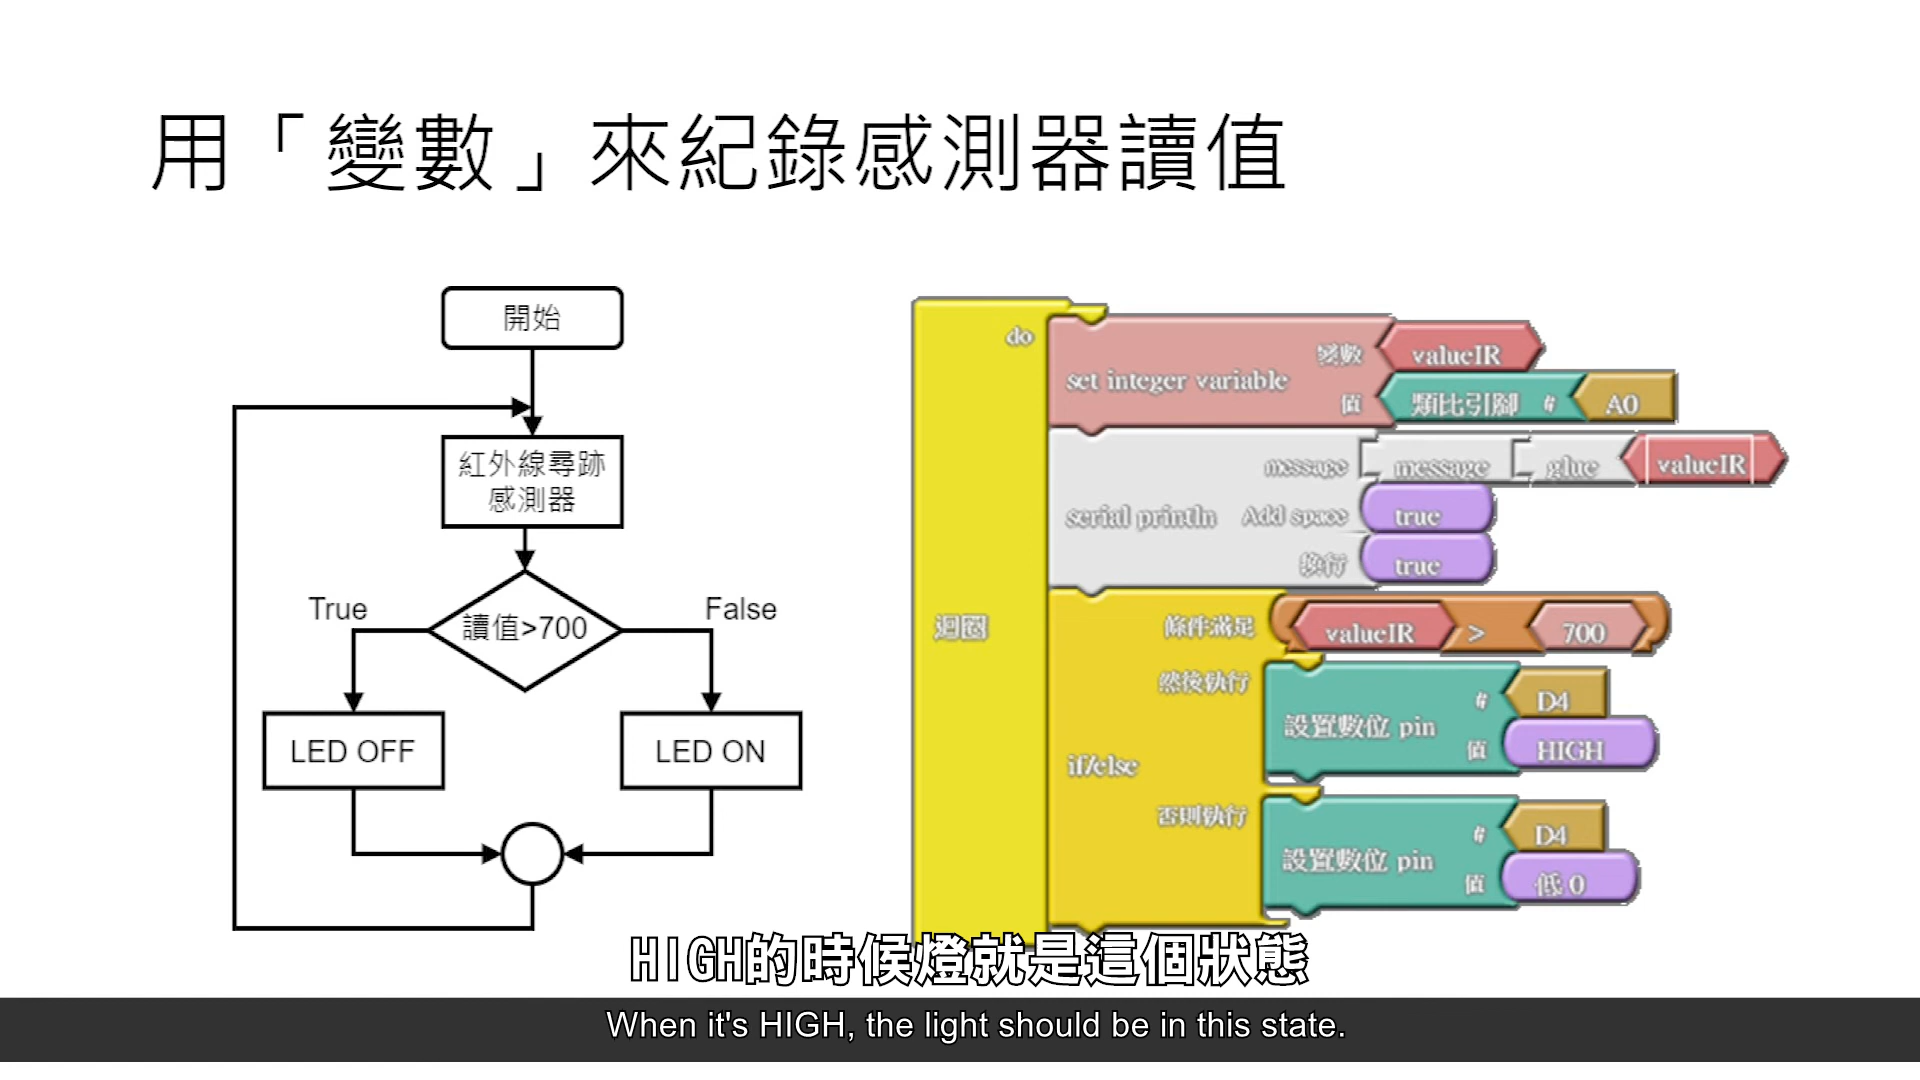 用「變數」來紀錄感測器讀值
開始
紅外線尋跡
感測器
讀值>700
True
False
LED OFF
LED ON
do
迴圈
set integer variable
變數
valueIR
值
類比引腳 #
A0
serial println
message
message
glue
valueIR
Add space
true
換行
true
if/else
條件滿足
valueIR > 700
然後執行
設置數位 pin
#
D4
值
HIGH
否則執行
設置數位 pin
#
D4
值
低 0
HIGH的時候燈就是這個狀態
When it's HIGH, the light should be in this state.